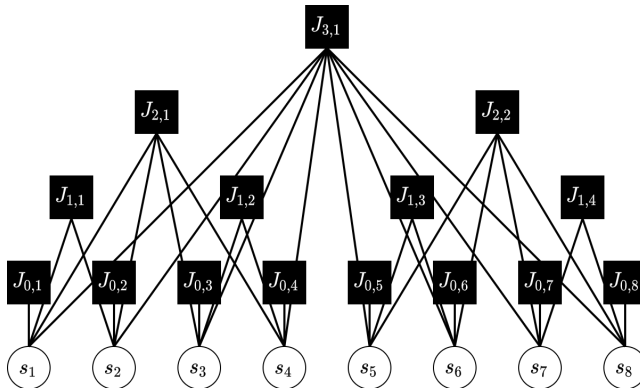 J_{3,1}
J_{2,1} J_{2,2}
J_{1,1} J_{1,2} J_{1,3} J_{1,4}
J_{0,1} J_{0,2} J_{0,3} J_{0,4} J_{0,5} J_{0,6} J_{0,7} J_{0,8}
s_1 s_2 s_3 s_4 s_5 s_6 s_7 s_8